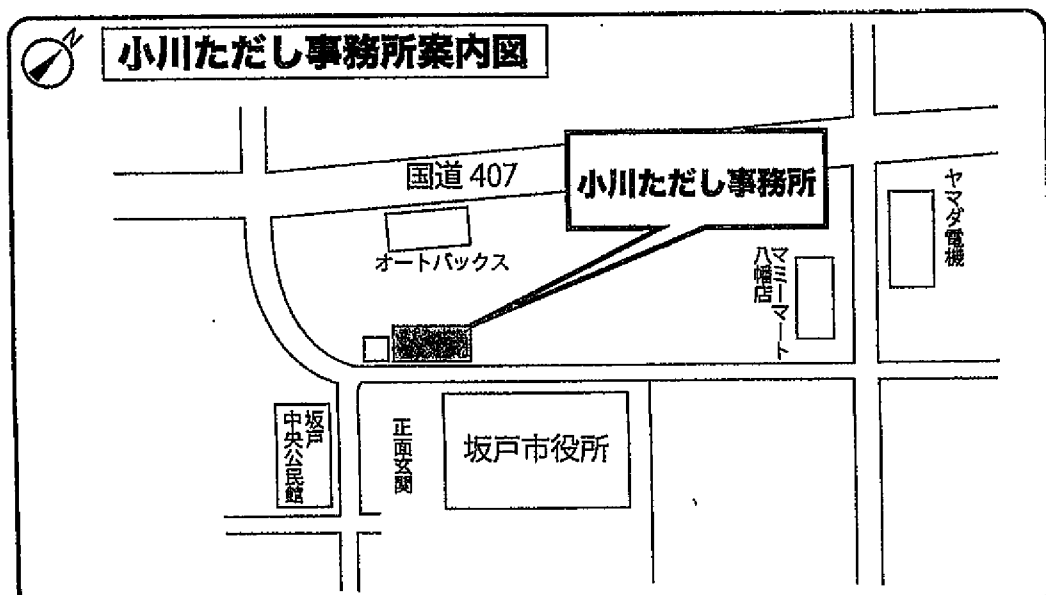 N
小川ただし事務所案内図
国道 407
小川ただし事務所
ヤマダ電機
オートバックス
マミーマート
八幡店
坂戸
中央公民館
正面玄関
坂戸市役所